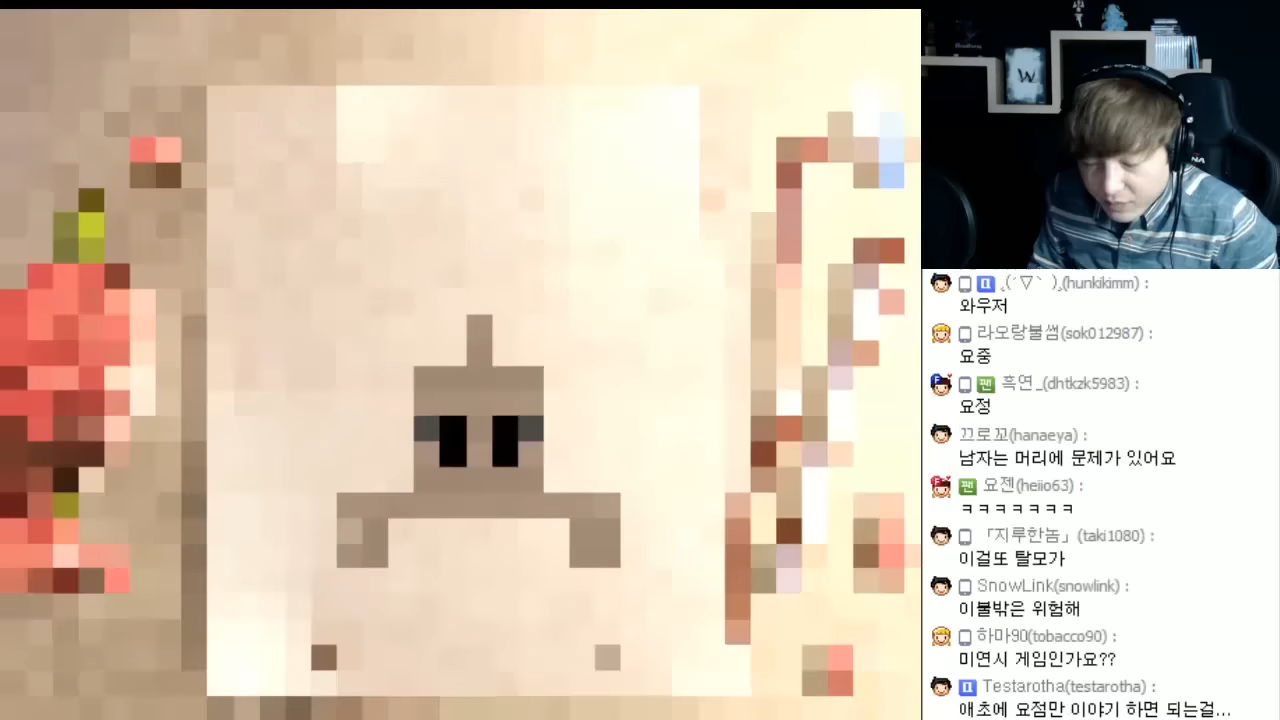 W
NA
(´▽` )(hunkikimm) :
와우저
라오랑불쌈(sok012987) :
요중
F 팬 흑연_(dhtkzk5983) :
요정
끄로꼬(hanaeya) :
남자는 머리에 문제가 있어요
F 팬 요젠(heiio63) :
ㅋㅋㅋㅋㅋㅋㅋ
「지루한놈」(taki1080) :
이걸또 탈모가
SnowLink(snowlink) :
이불밖은 위험해
하마90(tobacco90) :
미연시 게임인가요??
Testarotha(testarotha) :
애초에 요점만 이야기 하면 되는걸...